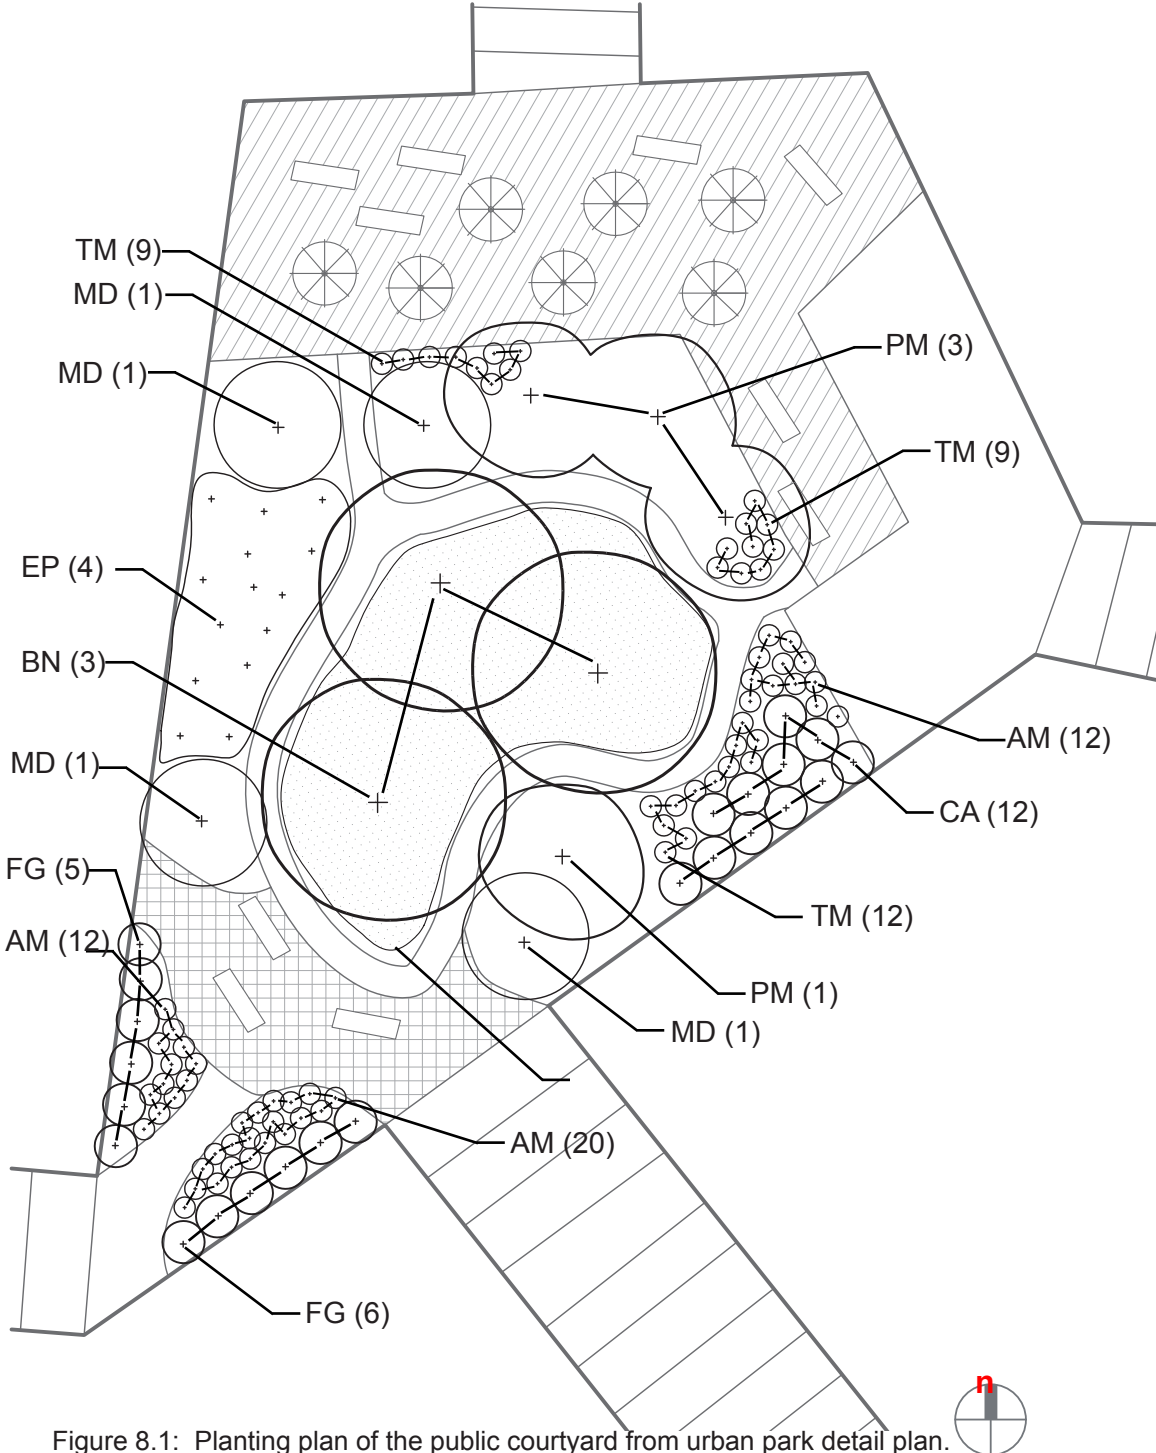 TM (9)
MD (1)
MD (1)
PM (3)
TM (9)
EP (4)
BN (3)
AM (12)
MD (1)
CA (12)
FG (5)
TM (12)
AM (12)
PM (1)
MD (1)
AM (20)
FG (6)
n
Figure 8.1: Planting plan of the public courtyard from urban park detail plan.